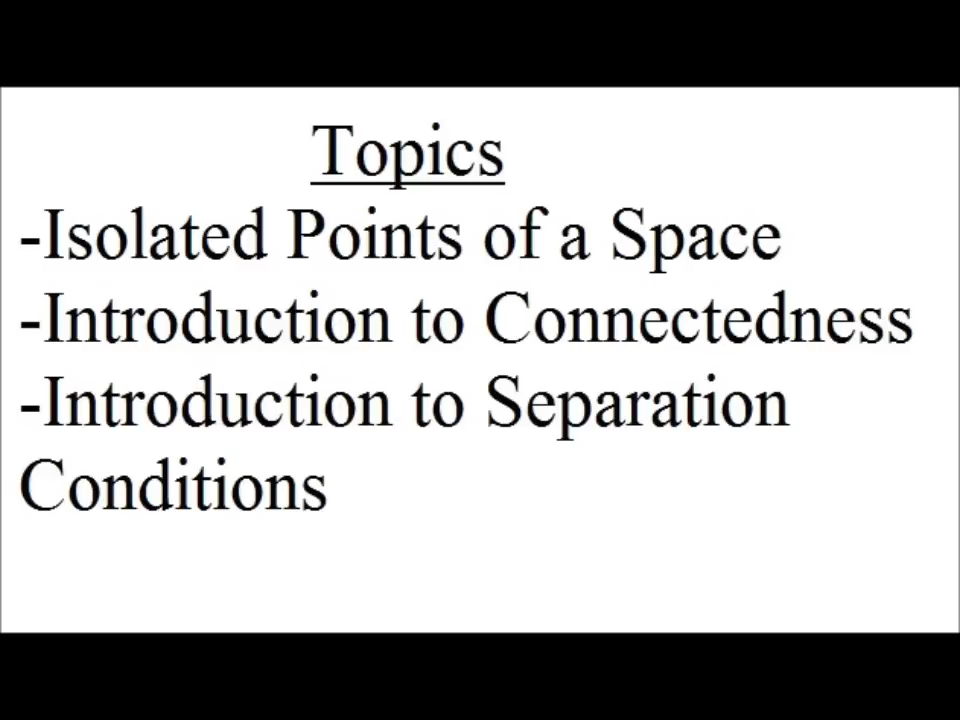 Topics
-Isolated Points of a Space
-Introduction to Connectedness
-Introduction to Separation
Conditions